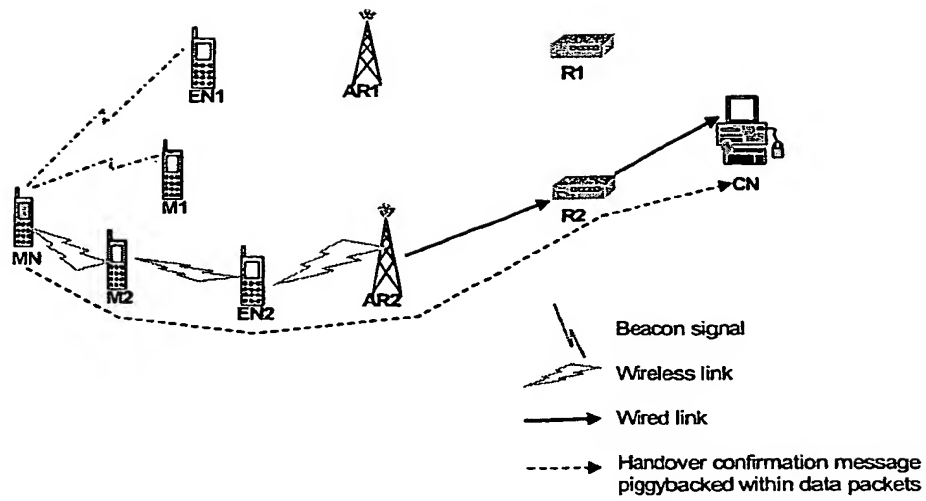 EN1
AR1
R1
M1
CN
R2
MN
M2
EN2
AR2
Beacon signal
Wireless link
Wired link
Handover confirmation message
piggybacked within data packets